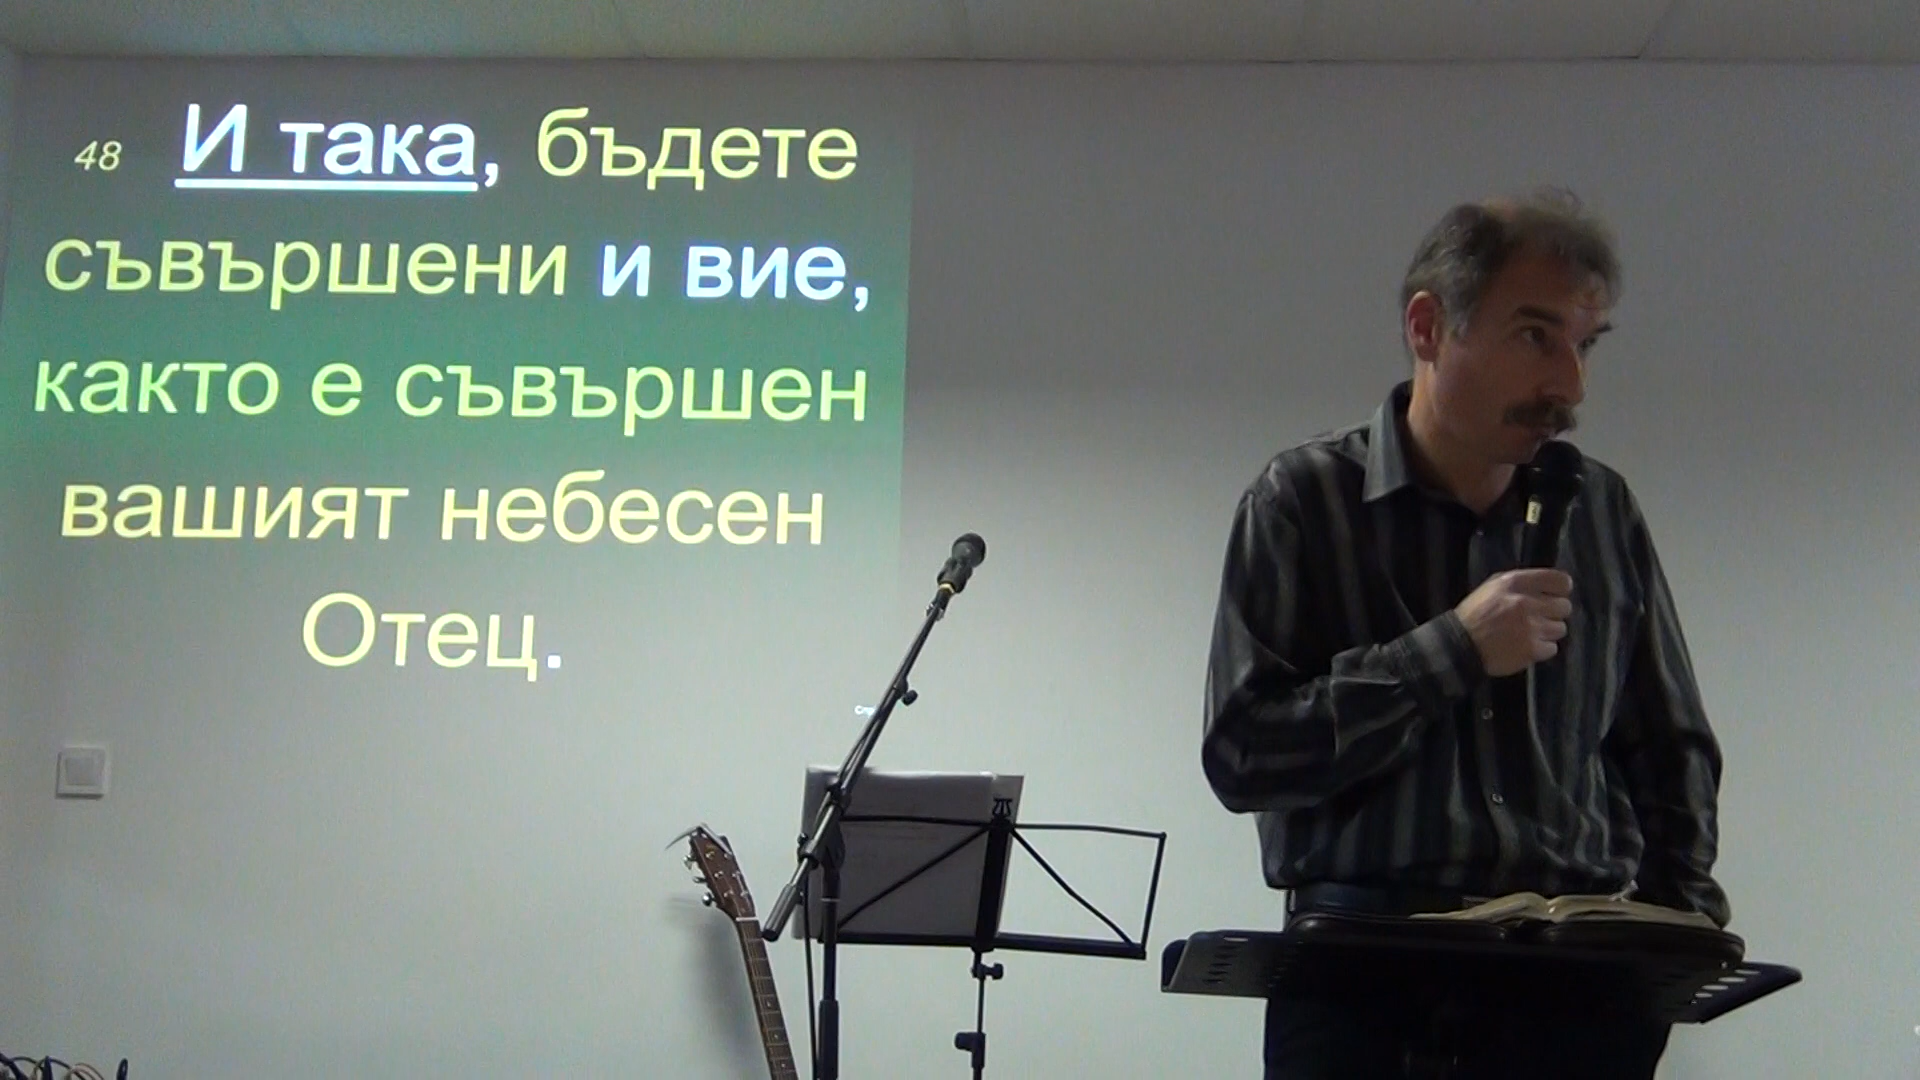 48 И така, бъдете
съвършени и вие,
както е съвършен
вашият небесен
Отец.